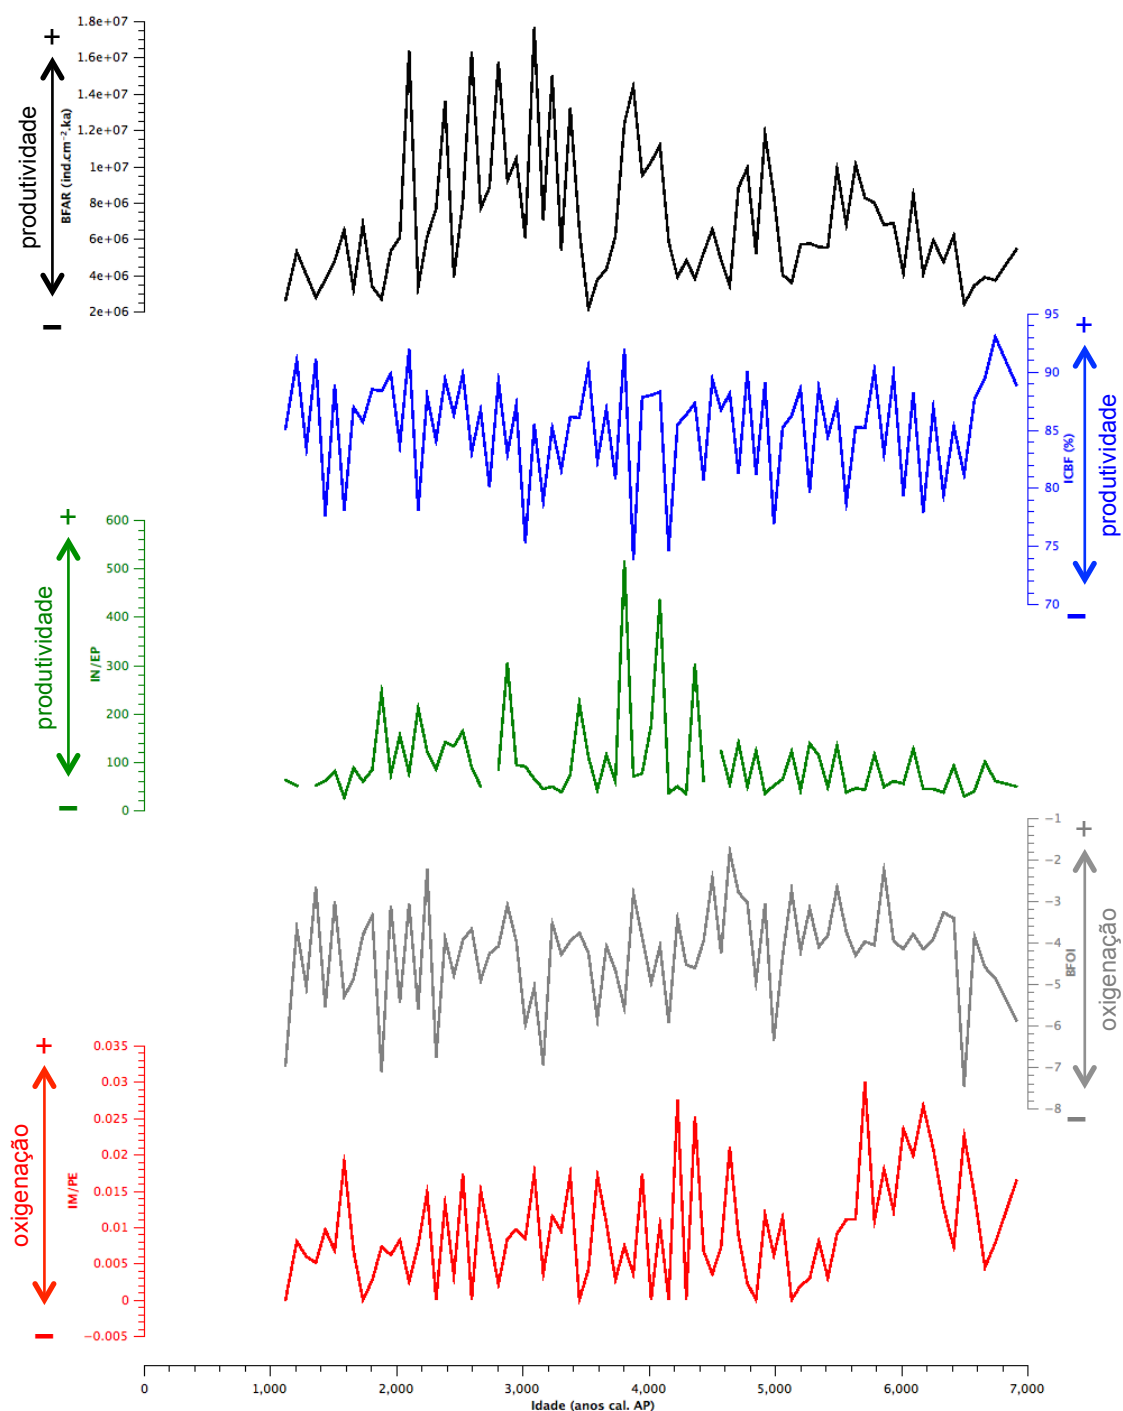 +
produtividade
BFAR (ind.cm⁻².ka)
1.8e+07
1.6e+07
1.4e+07
1.2e+07
1e+07
8e+06
6e+06
4e+06
2e+06
−
95
90
85
80
75
70
ICBF (%)
+
produtividade
−
+
produtividade
IN/EP
600
500
400
300
200
100
0
−
−1
−2
−3
−4
−5
−6
−7
−8
BFOI
+
oxigenação
−
+
oxigenação
IM/PE
0.035
0.03
0.025
0.02
0.015
0.01
0.005
0
−0.005
−
0 1,000 2,000 3,000 4,000 5,000 6,000 7,000
Idade (anos cal. AP)